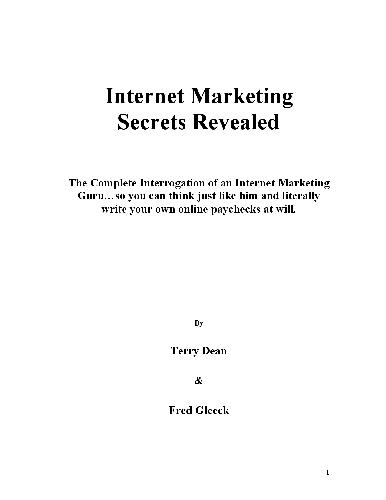 Internet Marketing
Secrets Revealed
The Complete Interrogation of an Internet Marketing
Guru…so you can think just like him and literally
write your own online paychecks at will.
By
Terry Dean
&
Fred Gleeck
1